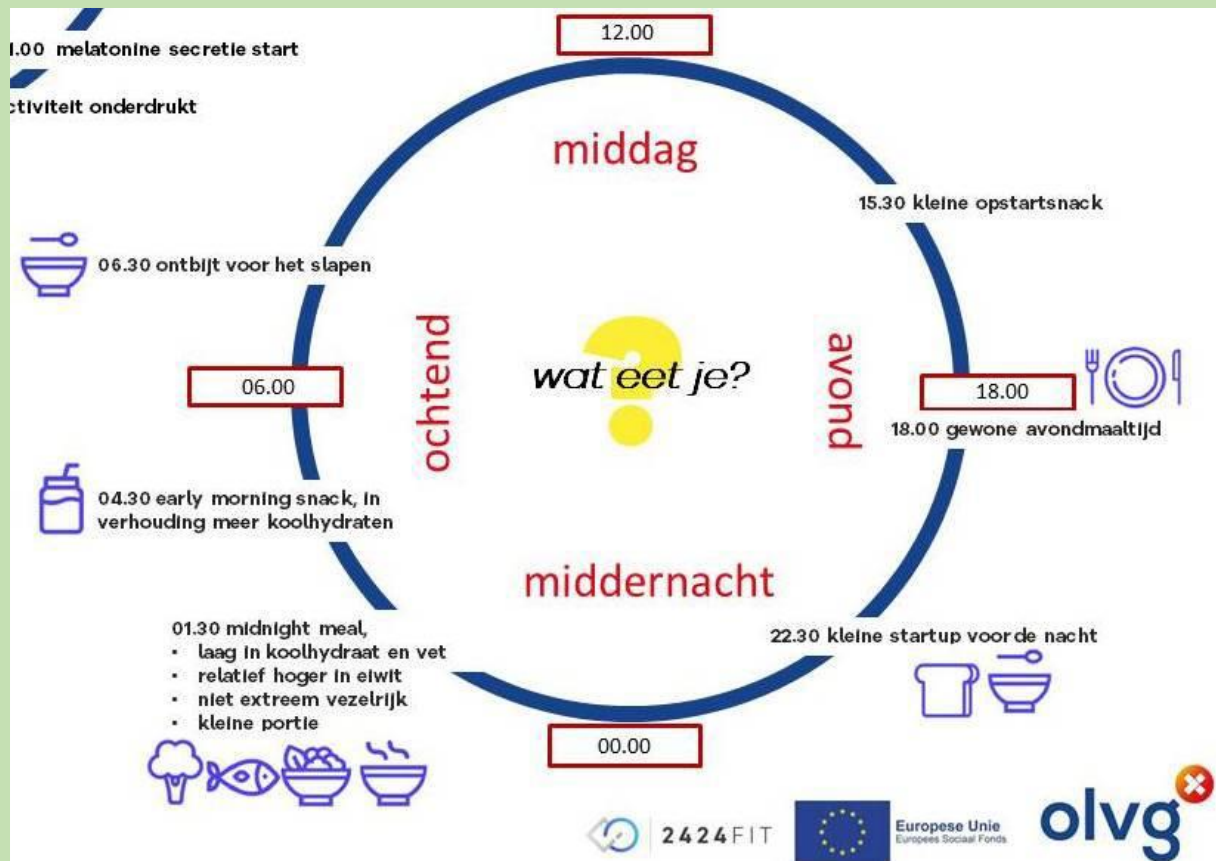 1.00 melatonine secretie start
ctiviteit onderdrukt
12.00
middag
15.30 kleine opstartsnack
06.30 ontbijt voor het slapen
ochtend
wat eet je?
avond
06.00
18.00
18.00 gewone avondmaaltijd
04.30 early morning snack, in
verhouding meer koolhydraten
middernacht
01.30 midnight meal,
• laag in koolhydraat en vet
• relatief hoger in eiwit
• niet extreem vezelrijk
• kleine portie
22.30 kleine startup voor de nacht
00.00
2424FIT
Europese Unie
Europees Sociaal Fonds
olvg